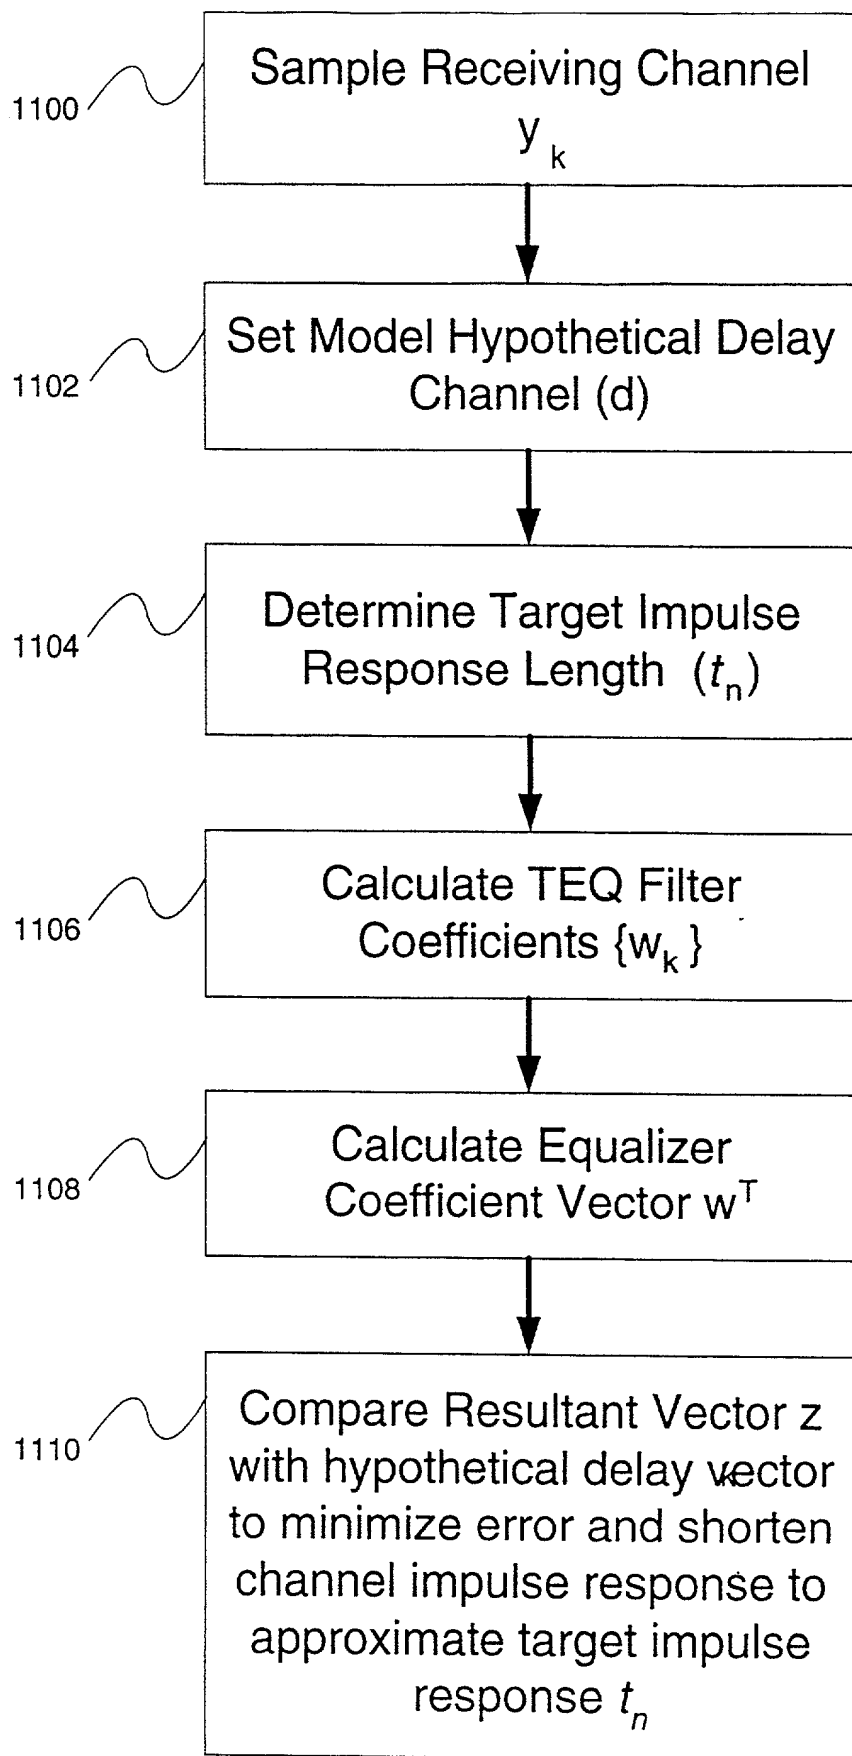 1100
Sample Receiving Channel
y k
1102
Set Model Hypothetical Delay
Channel (d)
1104
Determine Target Impulse
Response Length (tn)
1106
Calculate TEQ Filter
Coefficients {wk}
1108
Calculate Equalizer
Coefficient Vector wT
1110
Compare Resultant Vector z
with hypothetical delay vector
to minimize error and shorten
channel impulse response to
approximate target impulse
response tn